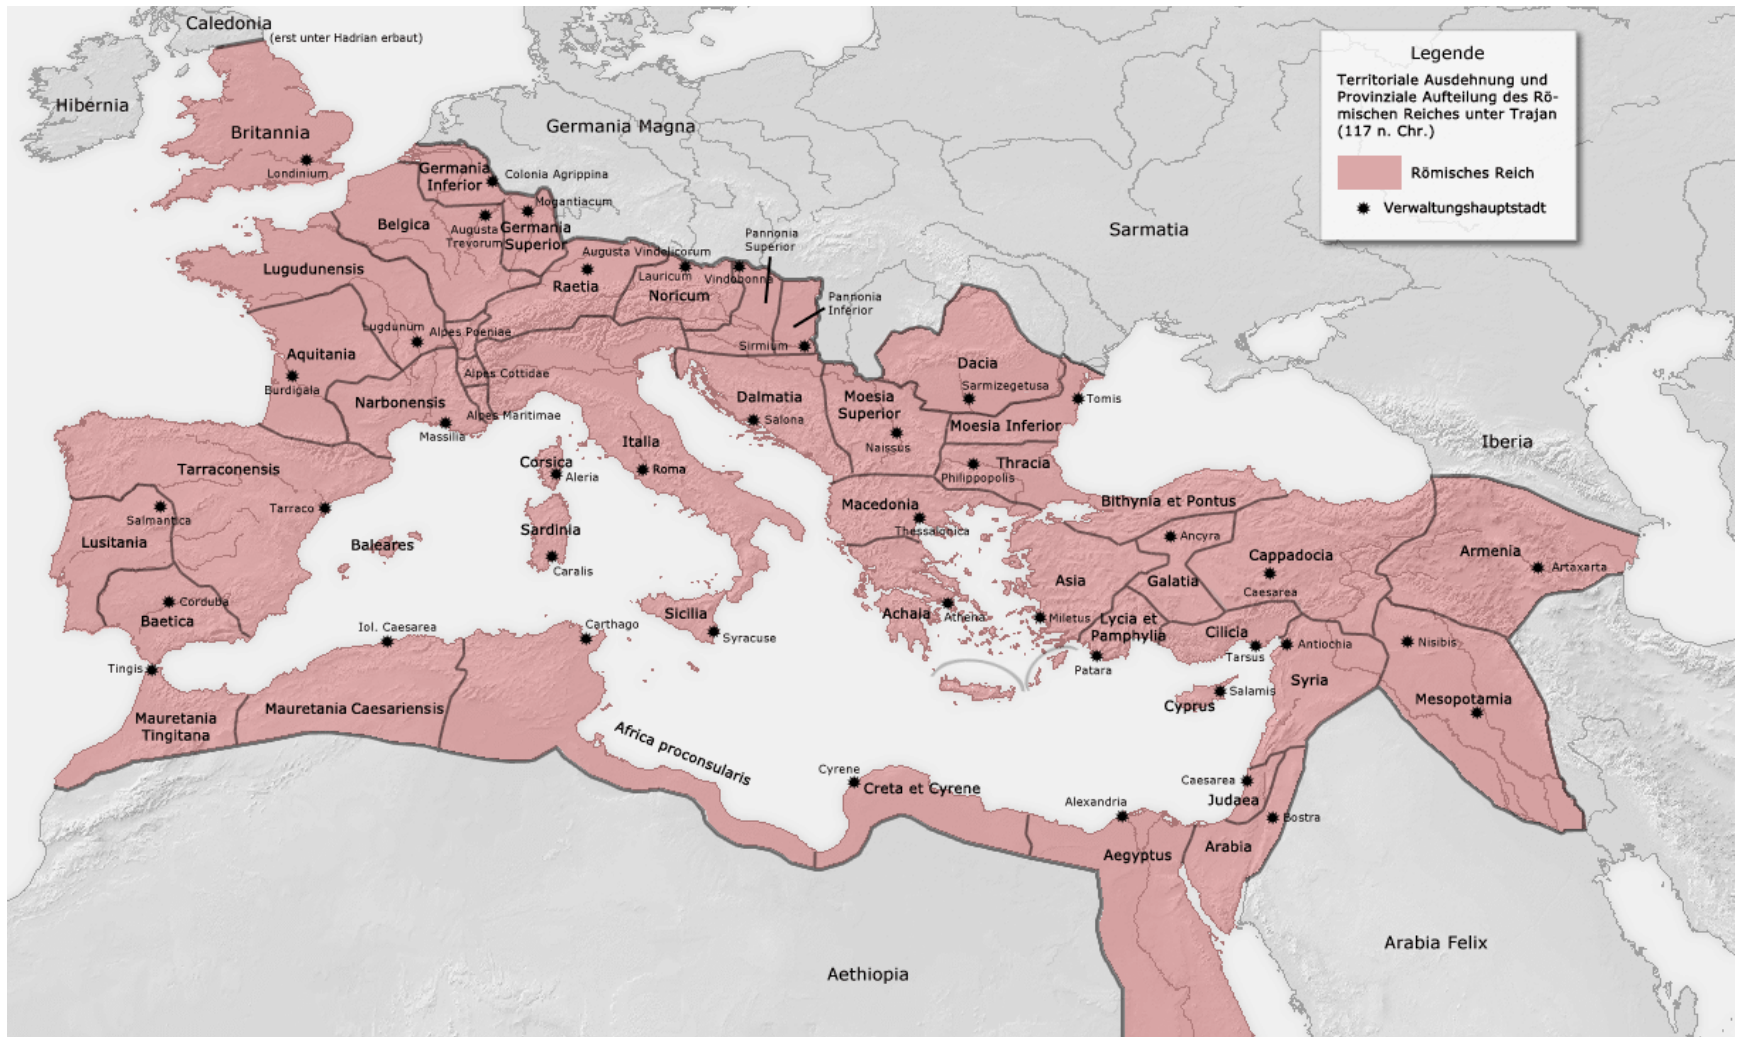 Caledonia
(erst unter Hadrian erbaut)
Hibernia
Britannia
Londinium
Germania Magna
Sarmatia
Legende
Territoriale Ausdehnung und
Provinziale Aufteilung des Rö-
mischen Reiches unter Trajan
(117 n. Chr.)
Römisches Reich
Verwaltungshauptstadt
Germania
Inferior
Colonia Agrippina
Mogantiacum
Belgica
Augusta
Trevorum
Germania
Superior
Lugudunensis
Augusta Vindelicorum
Raetia
Lauricum
Noricum
Vindobonna
Pannonia
Superior
Pannonia
Inferior
Sirmium
Lugdunum
Alpes Poeniae
Alpes Cottidae
Alpes Maritimae
Aquitania
Burdigala
Narbonensis
Massilia
Dacia
Sarmizegetusa
Tomis
Dalmatia
Salona
Moesia
Superior
Naissus
Moesia Inferior
Thracia
Philippopolis
Iberia
Italia
Roma
Corsica
Aleria
Sardinia
Caralis
Tarraconensis
Salmantica
Tarraco
Lusitania
Baleares
Corduba
Baetica
Macedonia
Thessalonica
Bithynia et Pontus
Ancyra
Cappadocia
Caesarea
Armenia
Artaxarta
Asia
Galatia
Achaia
Athena
Miletus
Lycia et
Pamphylia
Patara
Cilicia
Tarsus
Antiochia
Nisibis
Syria
Mesopotamia
Salamis
Cyprus
Sicilia
Syracuse
Iol. Caesarea
Carthago
Tingis
Mauretania
Tingitana
Mauretania Caesariensis
Africa proconsularis
Cyrene
Creta et Cyrene
Alexandria
Aegyptus
Caesarea
Judaea
Bostra
Arabia
Arabia Felix
Aethiopia